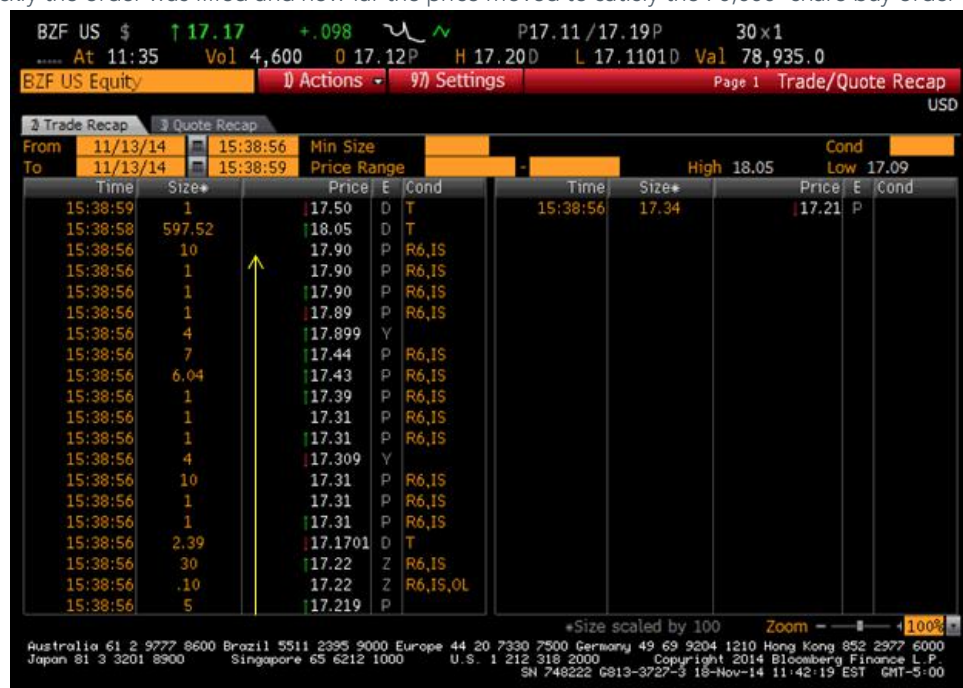 BZF US $ ↑17.17 +.098 P17.11/17.19P 30×1
At 11:35 Vol 4,600 O 17.12P H 17.20D L 17.1101D Val 78,935.0
BZF US Equity 1) Actions 97) Settings Page 1 Trade/Quote Recap
USD
2) Trade Recap 3) Quote Recap
From 11/13/14 15:38:56 Min Size Cond
To 11/13/14 15:38:59 Price Range - High 18.05 Low 17.09
Time Size* Price E Cond Time Size* Price E Cond
15:38:59 1 ↓17.50 D T 15:38:56 17.34 ↓17.21 P
15:38:58 597.52 ↑18.05 D T
15:38:56 10 17.90 P R6,IS
15:38:56 1 17.90 P R6,IS
15:38:56 1 ↑17.90 P R6,IS
15:38:56 1 ↓17.89 P R6,IS
15:38:56 4 ↑17.899 Y
15:38:56 7 ↑17.44 P R6,IS
15:38:56 6.04 ↑17.43 P R6,IS
15:38:56 1 ↑17.39 P R6,IS
15:38:56 1 17.31 P R6,IS
15:38:56 1 ↑17.31 P R6,IS
15:38:56 4 ↓17.309 Y
15:38:56 10 17.31 P R6,IS
15:38:56 1 17.31 P R6,IS
15:38:56 1 ↑17.31 P R6,IS
15:38:56 2.39 ↓17.1701 D T
15:38:56 30 ↑17.22 Z R6,IS
15:38:56 .10 17.22 Z R6,IS,OL
15:38:56 5 ↑17.219 P
*Size scaled by 100 Zoom - + 100%
Australia 61 2 9777 8600 Brazil 5511 2395 9000 Europe 44 20 7330 7500 Germany 49 69 9204 1210 Hong Kong 852 2977 6000
Japan 81 3 3201 8900 Singapore 65 6212 1000 U.S. 1 212 318 2000 Copyright 2014 Bloomberg Finance L.P.
SN 748222 G813-3727-3 18-Nov-14 11:42:19 EST GMT-5:00